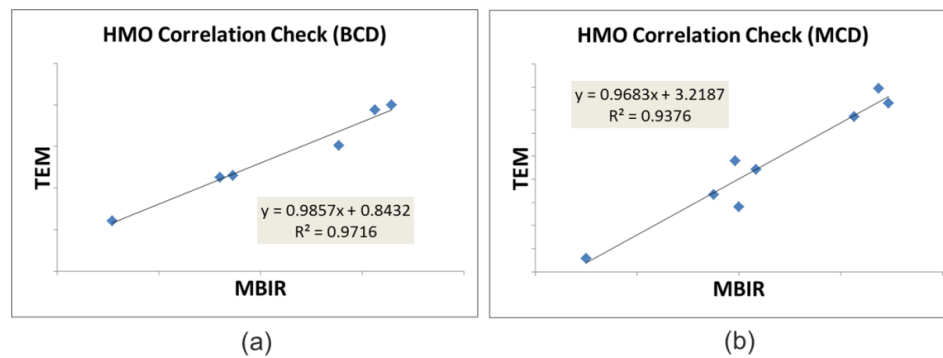 HMO Correlation Check (BCD)
TEM
y = 0.9857x + 0.8432
R² = 0.9716
MBIR
(a)
HMO Correlation Check (MCD)
y = 0.9683x + 3.2187
R² = 0.9376
TEM
MBIR
(b)